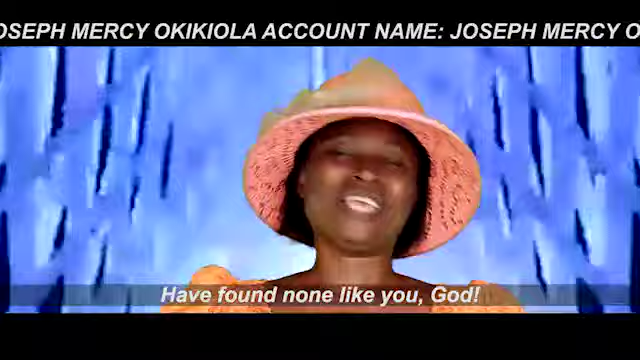 OSEPH MERCY OKIKIOLA ACCOUNT NAME: JOSEPH MERCY O
Have found none like you, God!